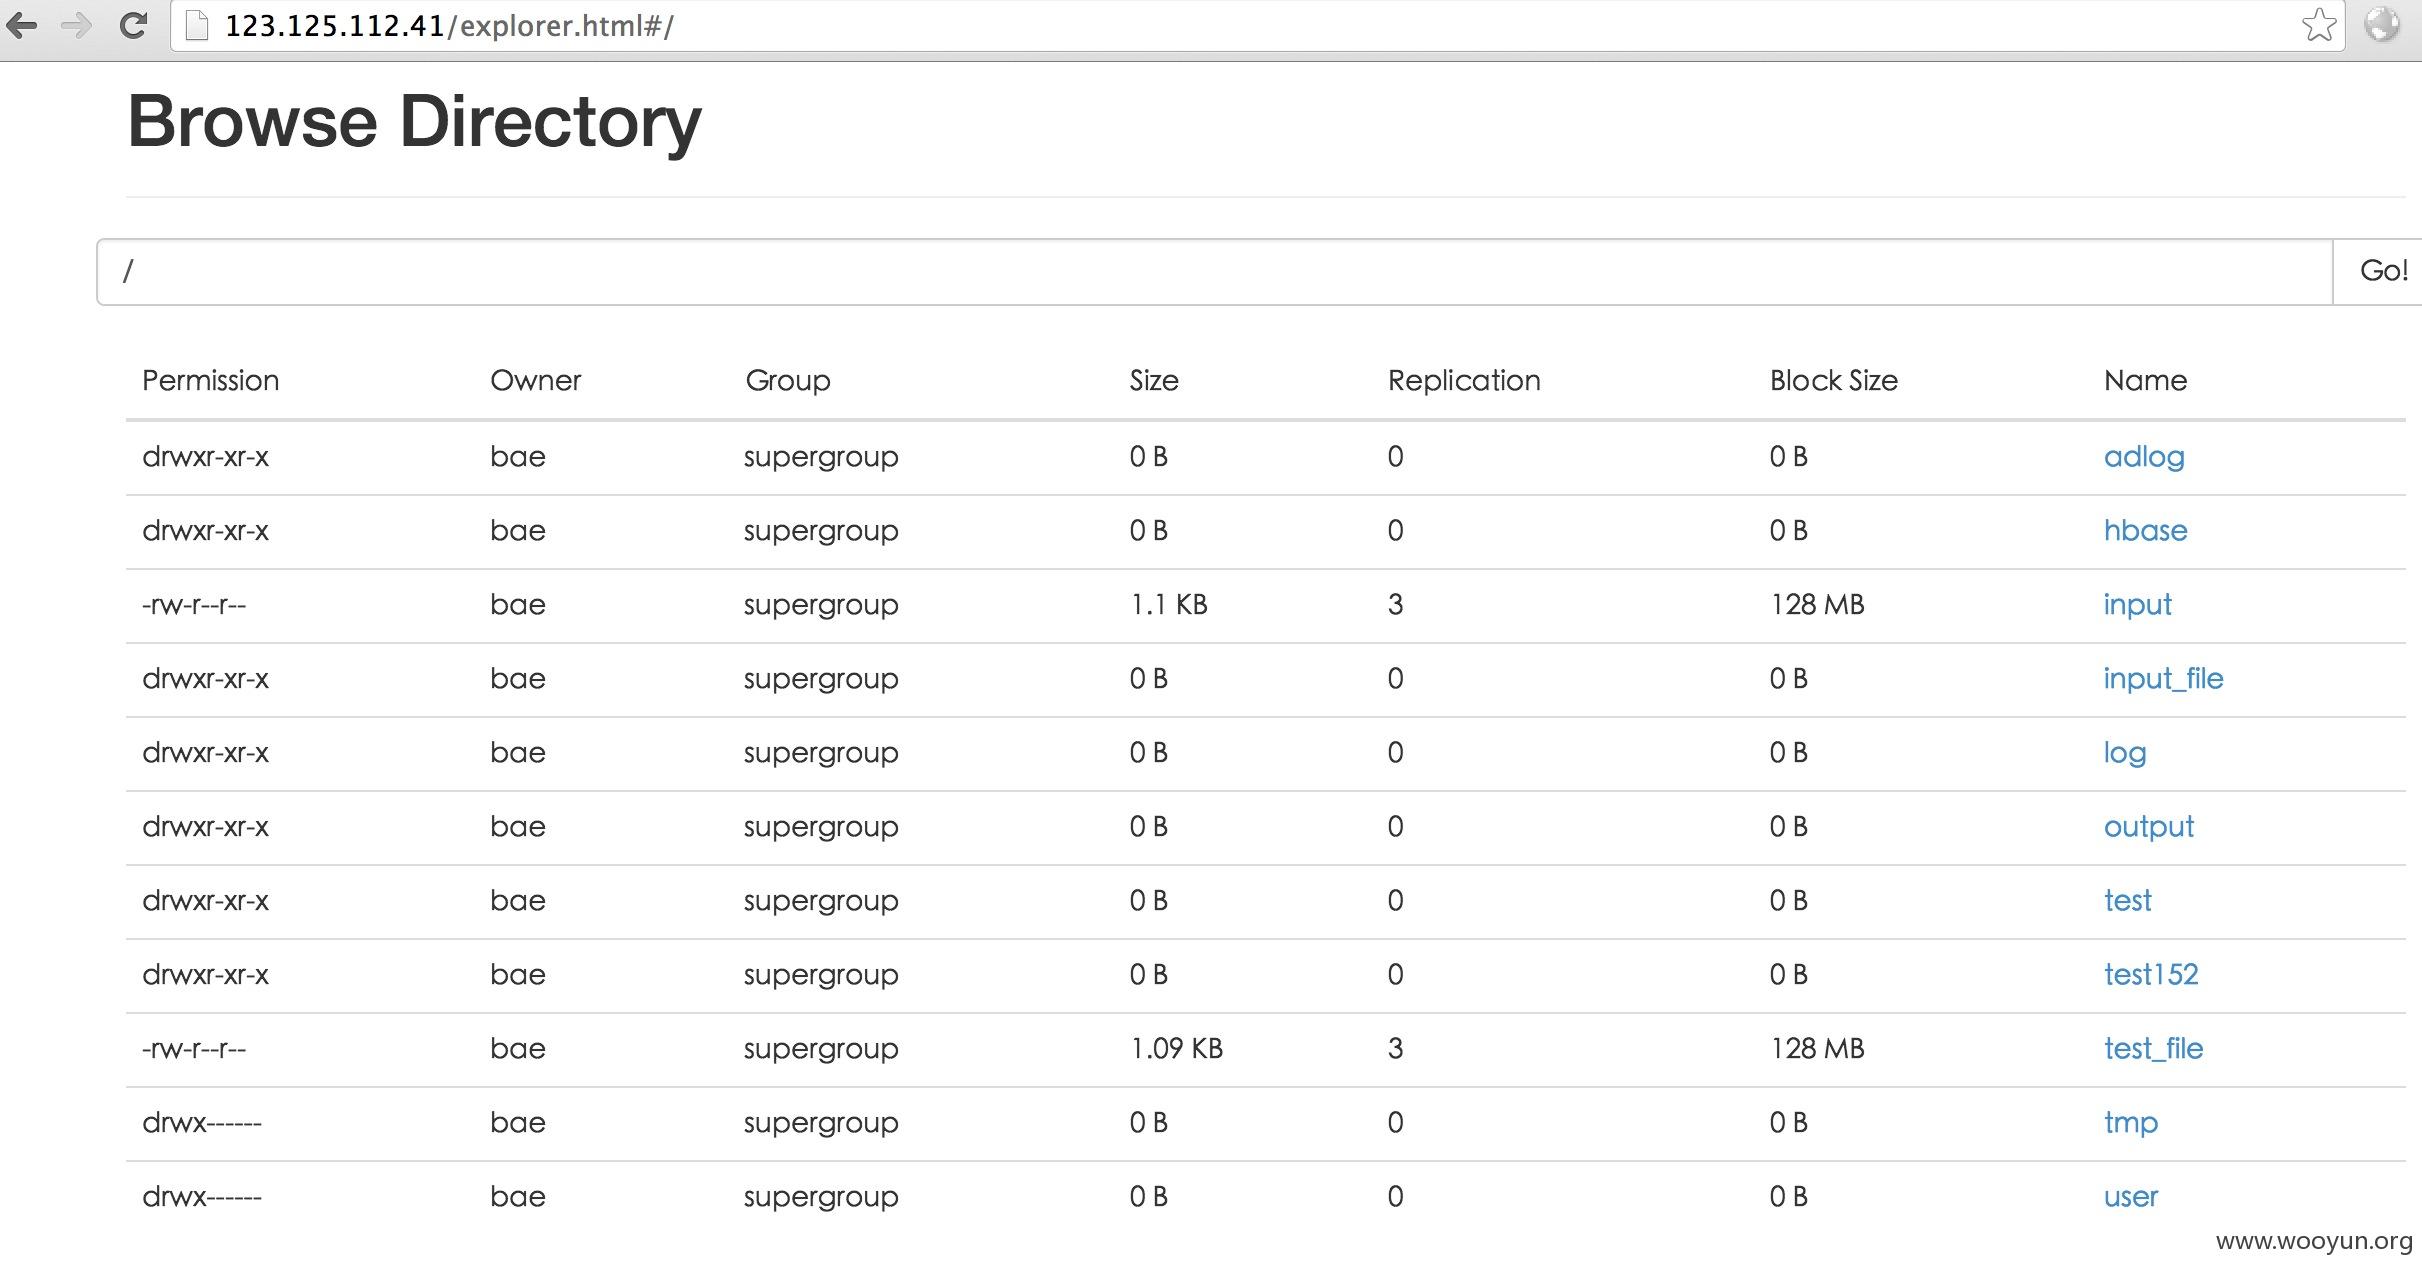 123.125.112.41/explorer.html#/
Browse Directory
/ Go!
Permission Owner Group Size Replication Block Size Name
drwxr-xr-x bae supergroup 0 B 0 0 B adlog
drwxr-xr-x bae supergroup 0 B 0 0 B hbase
-rw-r--r-- bae supergroup 1.1 KB 3 128 MB input
drwxr-xr-x bae supergroup 0 B 0 0 B input_file
drwxr-xr-x bae supergroup 0 B 0 0 B log
drwxr-xr-x bae supergroup 0 B 0 0 B output
drwxr-xr-x bae supergroup 0 B 0 0 B test
drwxr-xr-x bae supergroup 0 B 0 0 B test152
-rw-r--r-- bae supergroup 1.09 KB 3 128 MB test_file
drwx------ bae supergroup 0 B 0 0 B tmp
drwx------ bae supergroup 0 B 0 0 B user
www.wooyun.org